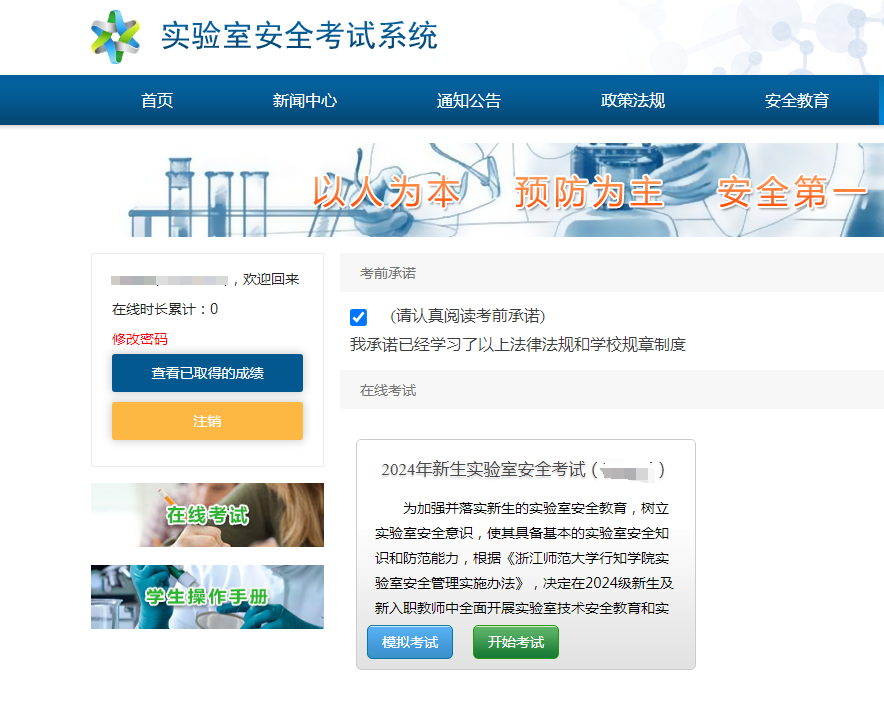 实验室安全考试系统
首页 新闻中心 通知公告 政策法规 安全教育
以人为本 预防为主 安全第一
，欢迎回来
在线时长累计：0
修改密码
查看已取得的成绩
注销
在线考试
学生操作手册
考前承诺
(请认真阅读考前承诺)
我承诺已经学习了以上法律法规和学校规章制度
在线考试
2024年新生实验室安全考试 ( )
为加强并落实新生的实验室安全教育，树立
实验室安全意识，使其具备基本的实验室安全知
识和防范能力，根据《浙江师范大学行知学院实
验室安全管理实施办法》，决定在2024级新生及
新入职教师中全面开展实验室技术安全教育和实
模拟考试 开始考试